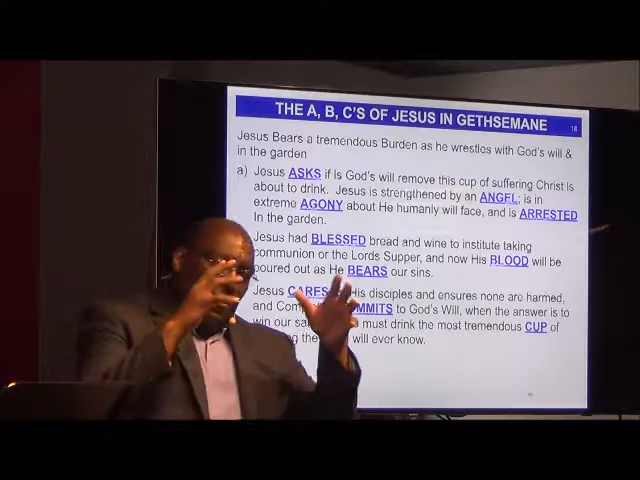 THE A, B, C'S OF JESUS IN GETHSEMANE 18
Jesus Bears a tremendous Burden as he wrestles with God's will &
in the garden
a) Jesus ASKS if is God's will remove this cup of suffering Christ is
about to drink. Jesus is strengthened by an ANGEL; is in
extreme AGONY about He humanly will face, and is ARRESTED
In the garden.
Jesus had BLESSED bread and wine to institute taking
communion or the Lords Supper, and now His BLOOD will be
poured out as He BEARS our sins.
Jesus CARES His disciples and ensures none are harmed,
and to God's Will, when the answer is to
win our must drink the most tremendous CUP of
will ever know.